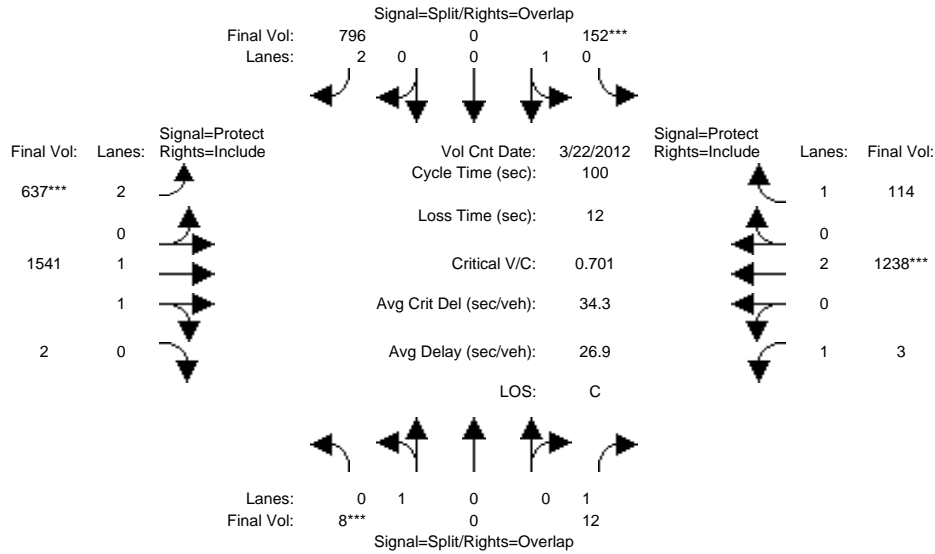 Signal=Split/Rights=Overlap
Final Vol: 796 0 152***
Lanes: 2 0 0 1 0
Signal=Protect
Final Vol: Lanes: Rights=Include
Vol Cnt Date: 3/22/2012
Signal=Protect
Rights=Include Lanes: Final Vol:
Cycle Time (sec): 100
637*** 2
1 114
Loss Time (sec): 12
0
0
1541 1
Critical V/C: 0.701
2 1238***
1
Avg Crit Del (sec/veh): 34.3
0
2 0
Avg Delay (sec/veh): 26.9
1 3
LOS: C
Lanes: 0 1 0 0 1
Final Vol: 8*** 0 12
Signal=Split/Rights=Overlap